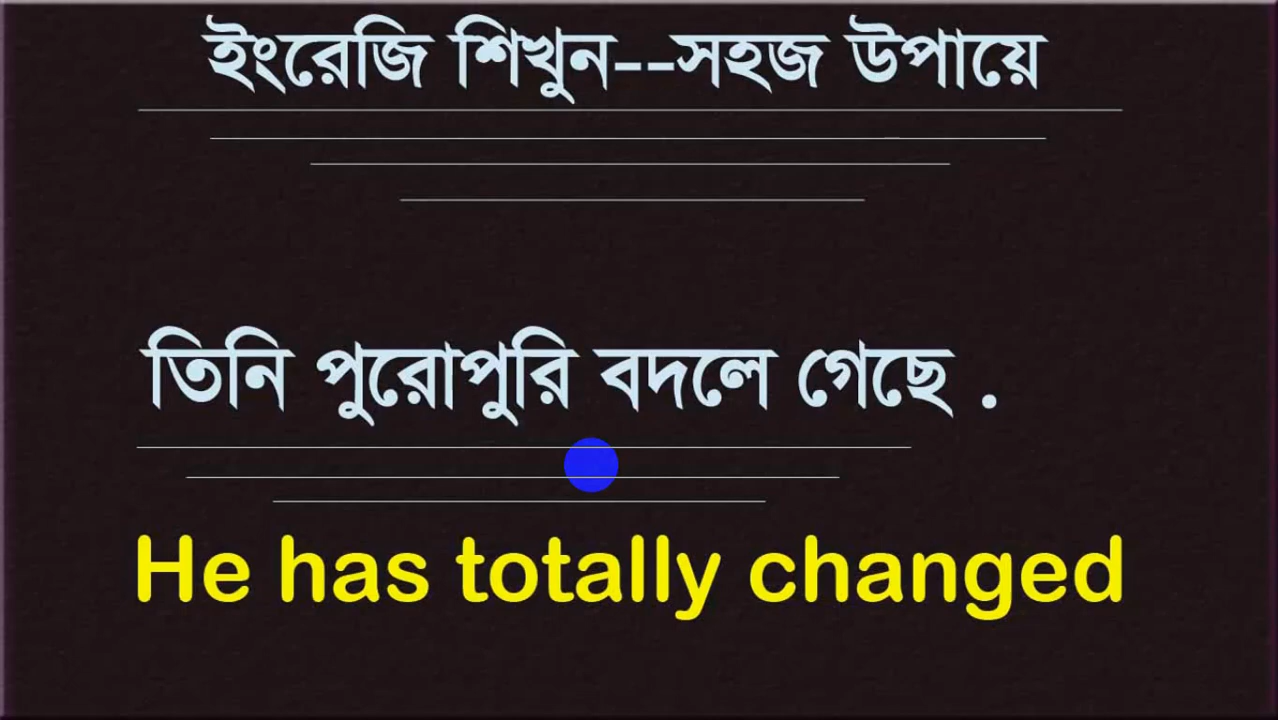 ইংরেজি শিখুন--সহজ উপায়ে
তিনি পুরোপুরি বদলে গেছে .
He has totally changed